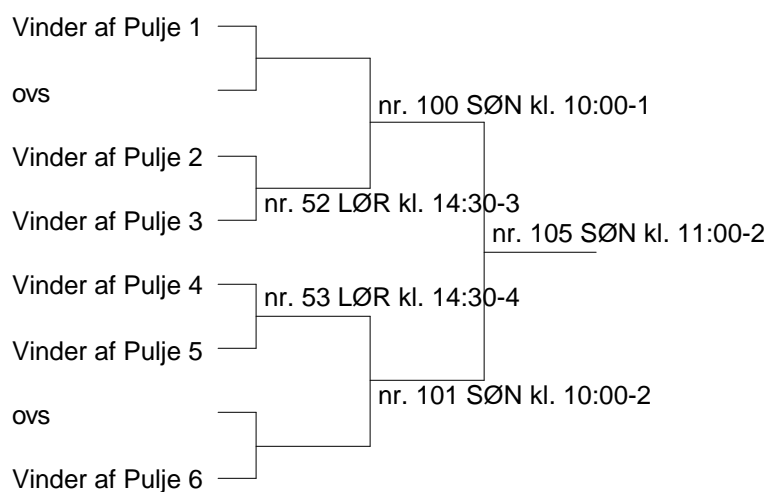 Vinder af Pulje 1
ovs
nr. 100 SØN kl. 10:00-1
Vinder af Pulje 2
Vinder af Pulje 3
nr. 52 LØR kl. 14:30-3
nr. 105 SØN kl. 11:00-2
Vinder af Pulje 4
nr. 53 LØR kl. 14:30-4
Vinder af Pulje 5
nr. 101 SØN kl. 10:00-2
ovs
Vinder af Pulje 6